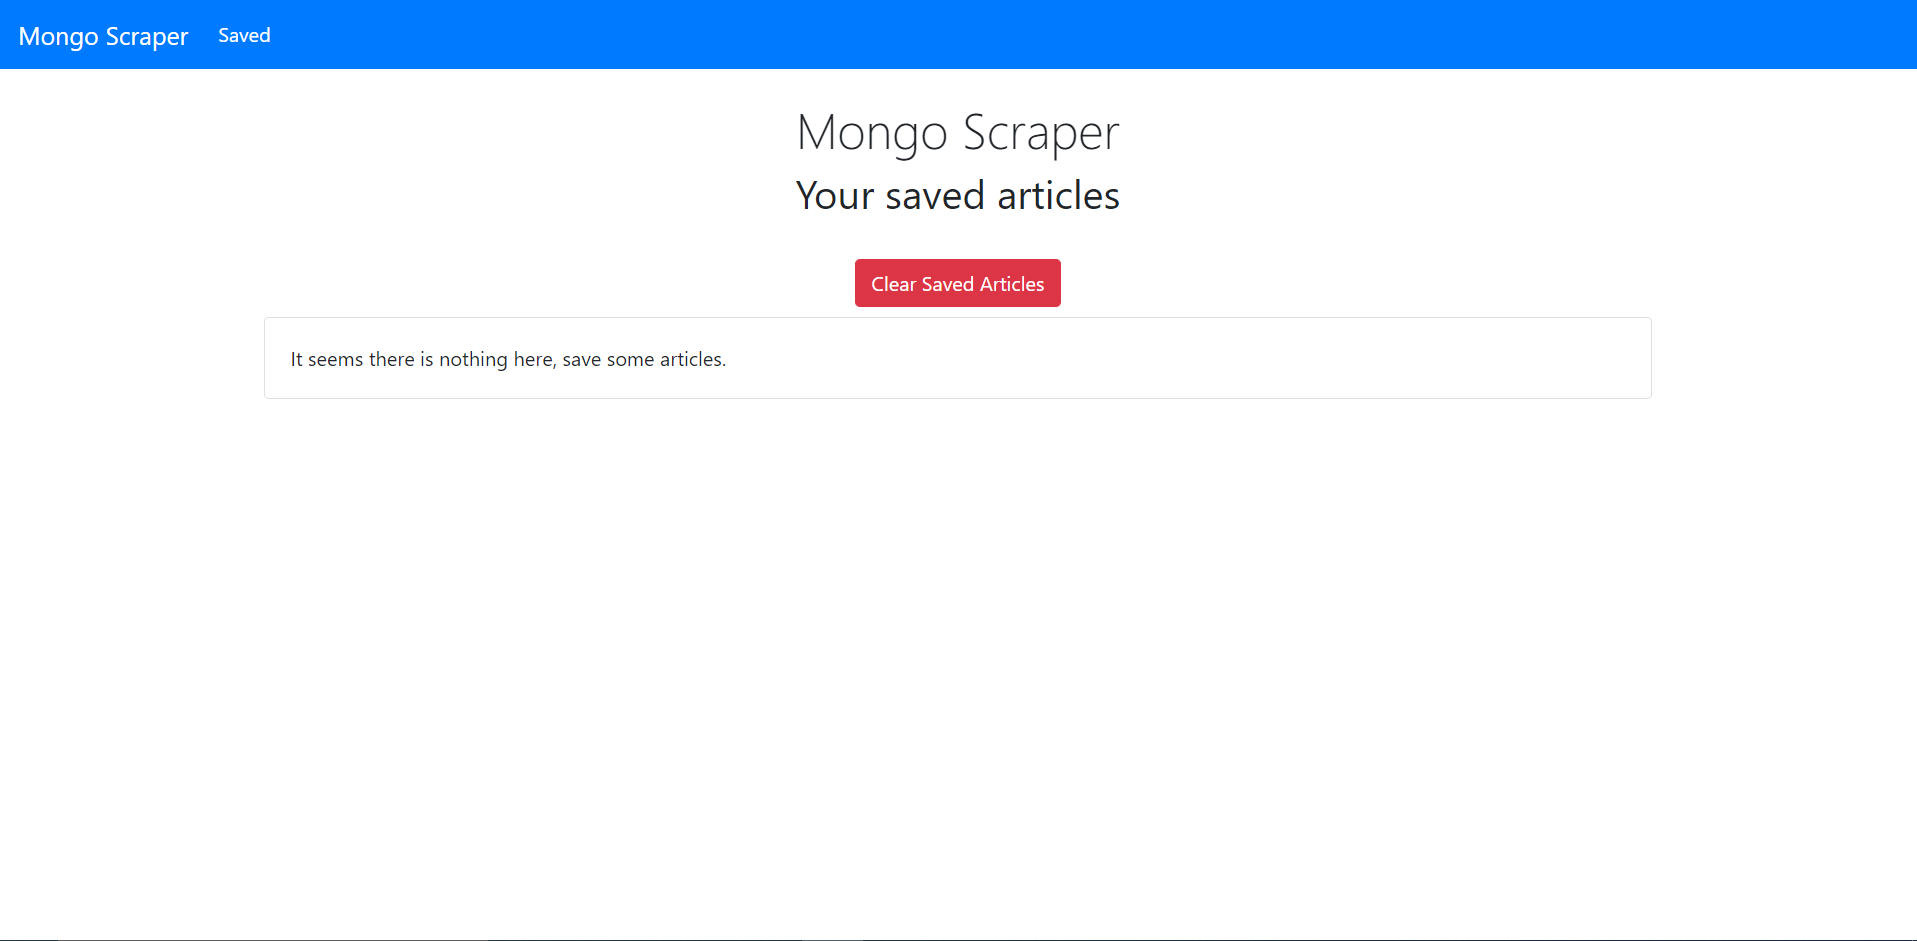 Mongo Scraper Saved
Mongo Scraper
Your saved articles
Clear Saved Articles
It seems there is nothing here, save some articles.